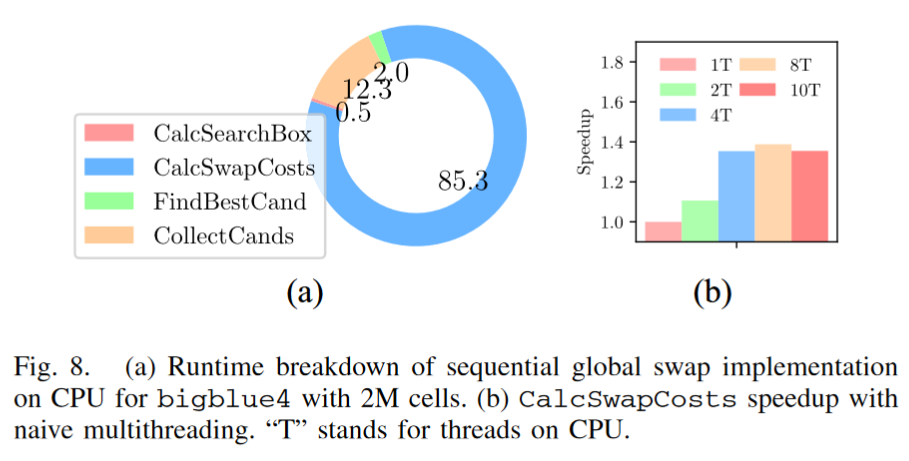 2.0
12.3
0.5
85.3
CalcSearchBox
CalcSwapCosts
FindBestCand
CollectCands
(a)
Speedup
1.8
1.6
1.4
1.2
1.0
1T 8T
2T 10T
4T
(b)
Fig. 8. (a) Runtime breakdown of sequential global swap implementation
on CPU for bigblue4 with 2M cells. (b) CalcSwapCosts speedup with
naive multithreading. “T” stands for threads on CPU.